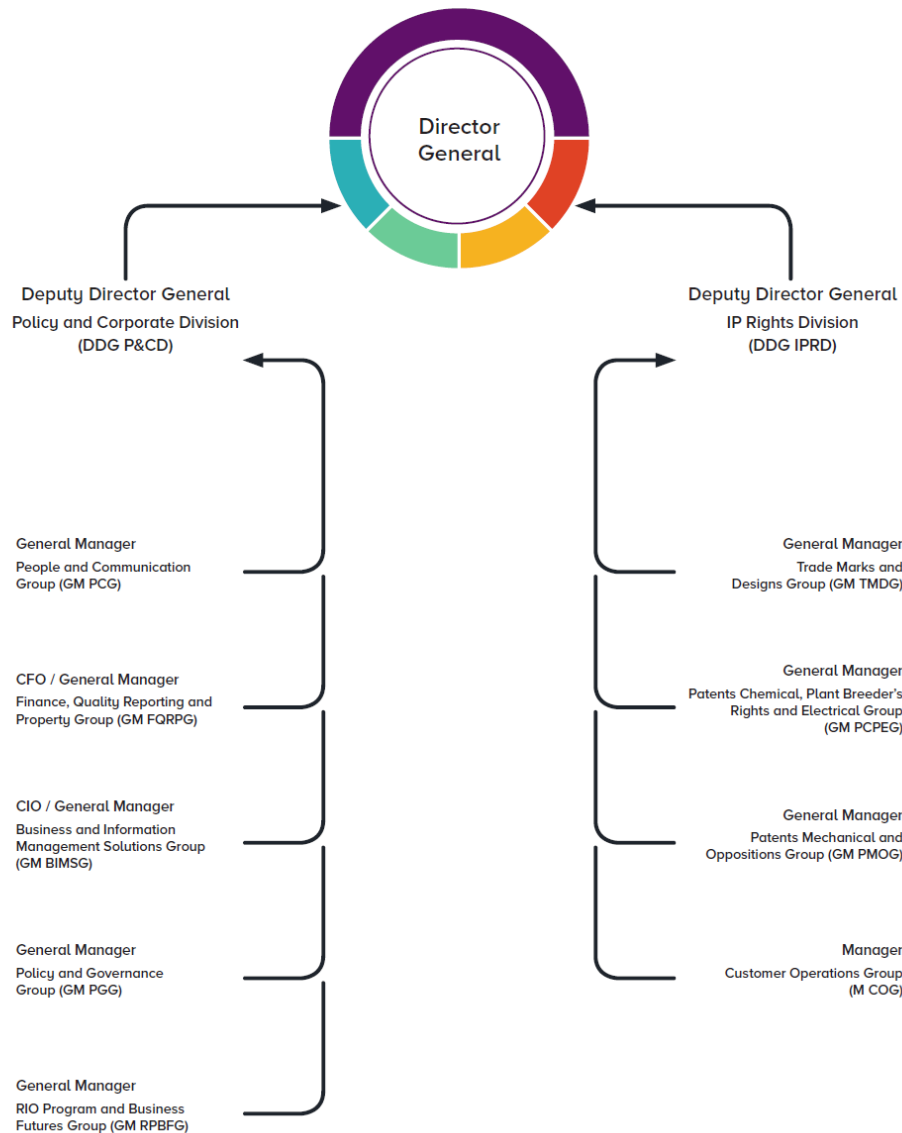 Director
General
Deputy Director General
Policy and Corporate Division
(DDG P&CD)
Deputy Director General
IP Rights Division
(DDG IPRD)
General Manager
People and Communication
Group (GM PCG)
CFO / General Manager
Finance, Quality Reporting and
Property Group (GM FQRPG)
CIO / General Manager
Business and Information
Management Solutions Group
(GM BIMSG)
General Manager
Policy and Governance
Group (GM PGG)
General Manager
RIO Program and Business
Futures Group (GM RPBFG)
General Manager
Trade Marks and
Designs Group (GM TMDG)
General Manager
Patents Chemical, Plant Breeder’s
Rights and Electrical Group
(GM PCPEG)
General Manager
Patents Mechanical and
Oppositions Group (GM PMOG)
Manager
Customer Operations Group
(M COG)